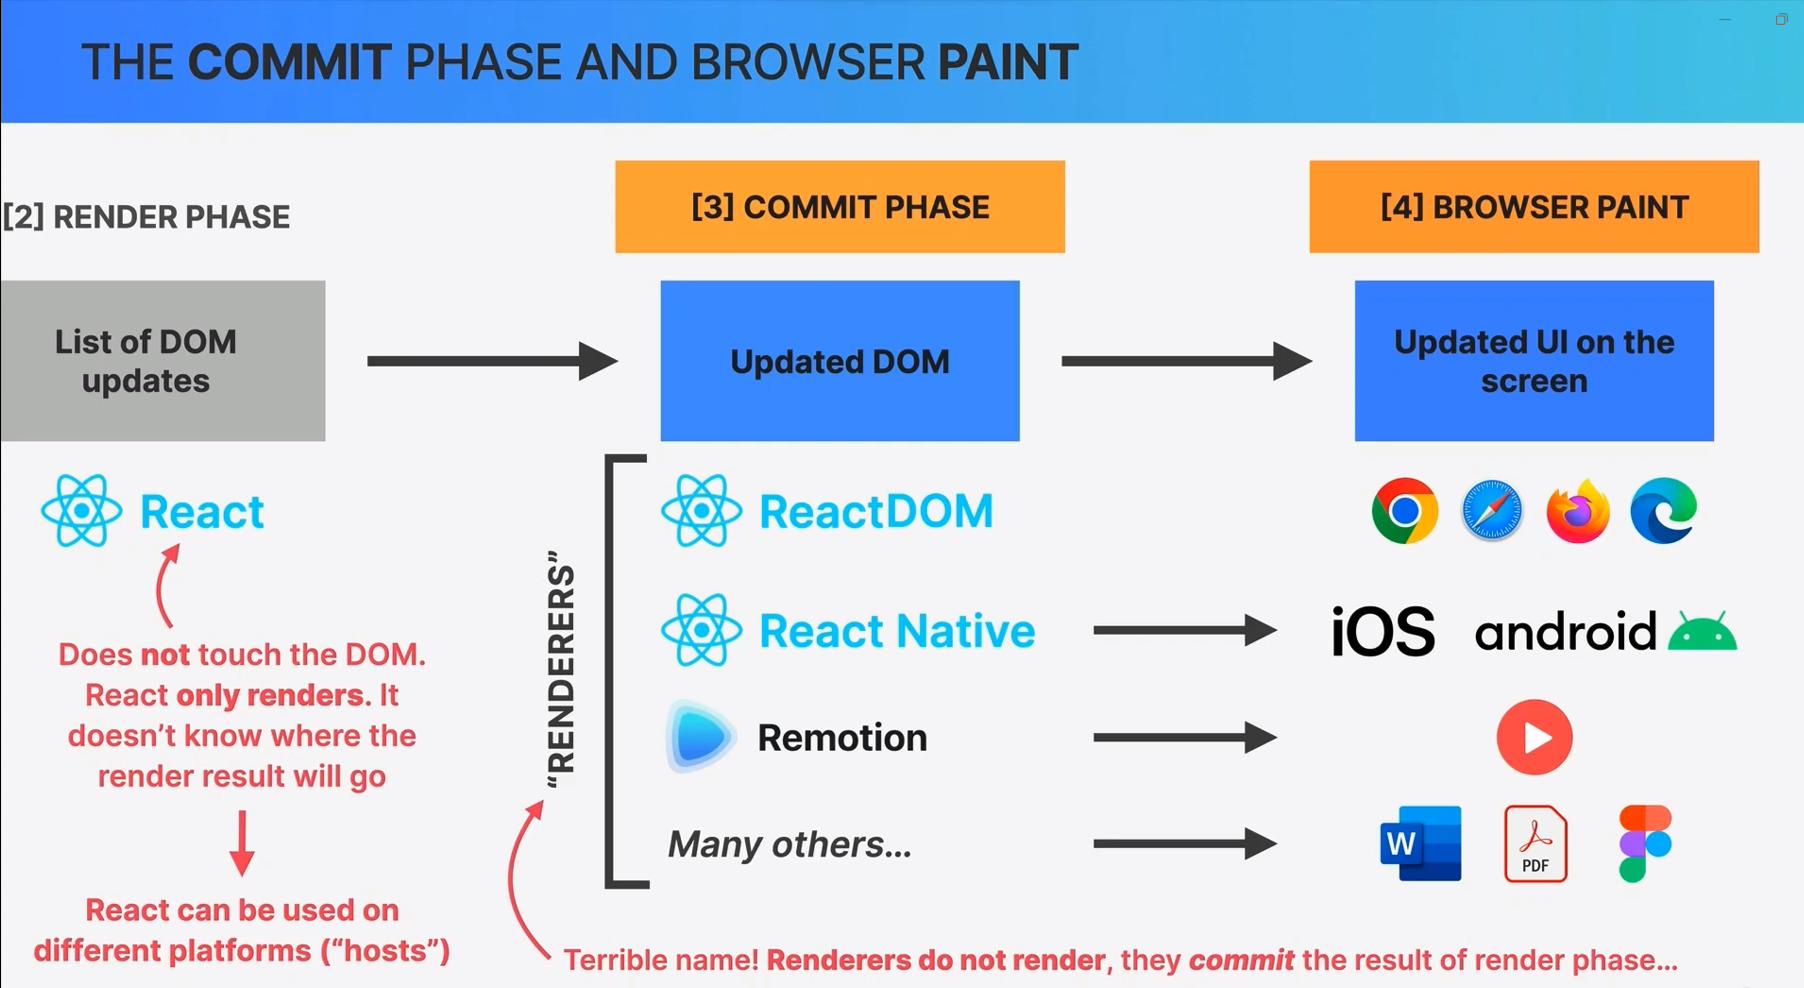 THE COMMIT PHASE AND BROWSER PAINT
[2] RENDER PHASE
[3] COMMIT PHASE
[4] BROWSER PAINT
List of DOM
updates
Updated DOM
Updated UI on the
screen
React
ReactDOM
"RENDERERS"
React Native
iOS
android
Does not touch the DOM.
React only renders. It
doesn't know where the
render result will go
Remotion
Many others...
W
PDF
React can be used on
different platforms ("hosts")
Terrible name! Renderers do not render, they commit the result of render phase...